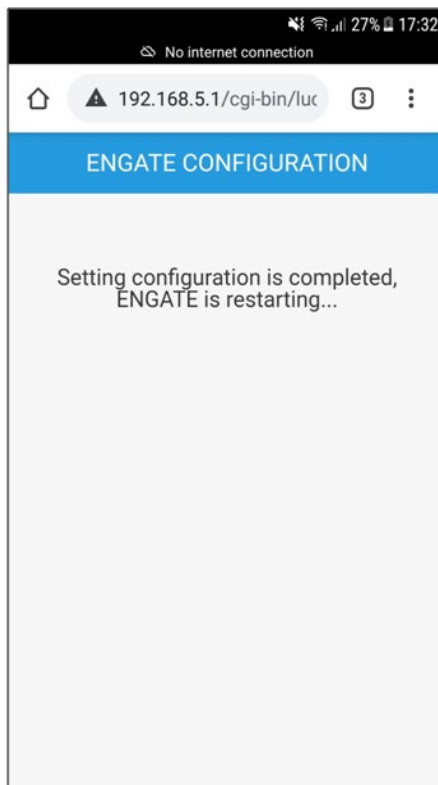 27% 17:32
No internet connection
192.168.5.1/cgi-bin/luc 3
ENGATE CONFIGURATION
Setting configuration is completed,
ENGATE is restarting...